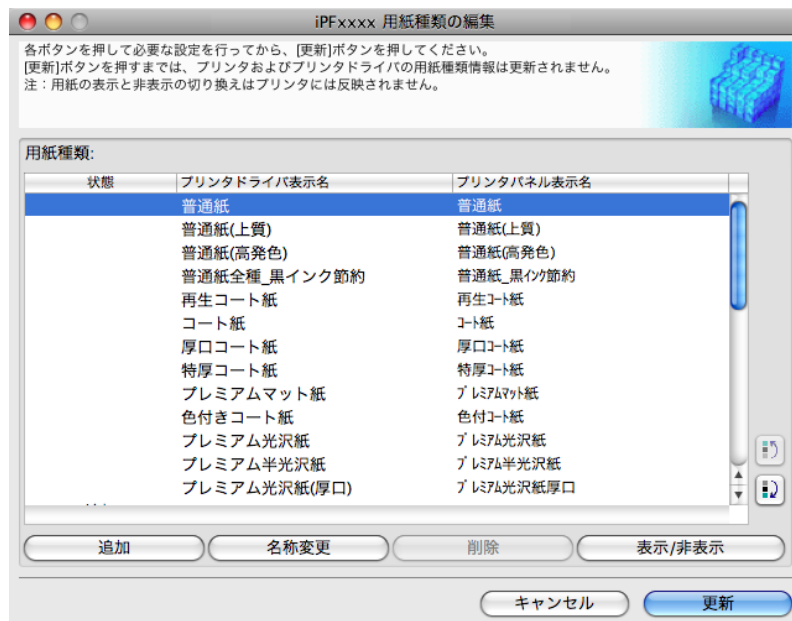 iPFxxxx 用紙種類の編集
各ボタンを押して必要な設定を行ってから、[更新]ボタンを押してください。
[更新]ボタンを押すまでは、プリンタおよびプリンタドライバの用紙種類情報は更新されません。
注：用紙の表示と非表示の切り換えはプリンタには反映されません。
用紙種類:
状態 プリンタドライバ表示名 プリンタパネル表示名
普通紙 普通紙
普通紙(上質) 普通紙(上質)
普通紙(高発色) 普通紙(高発色)
普通紙全種_黒インク節約 普通紙_黒ｲﾝｸ節約
再生コート紙 再生ｺｰﾄ紙
コート紙 ｺｰﾄ紙
厚口コート紙 厚口ｺｰﾄ紙
特厚コート紙 特厚ｺｰﾄ紙
プレミアムマット紙 ﾌﾟﾚﾐｱﾑﾏｯﾄ紙
色付きコート紙 色付ｺｰﾄ紙
プレミアム光沢紙 ﾌﾟﾚﾐｱﾑ光沢紙
プレミアム半光沢紙 ﾌﾟﾚﾐｱﾑ半光沢紙
プレミアム光沢紙(厚口) ﾌﾟﾚﾐｱﾑ光沢紙厚口
追加 名称変更 削除 表示/非表示
キャンセル 更新